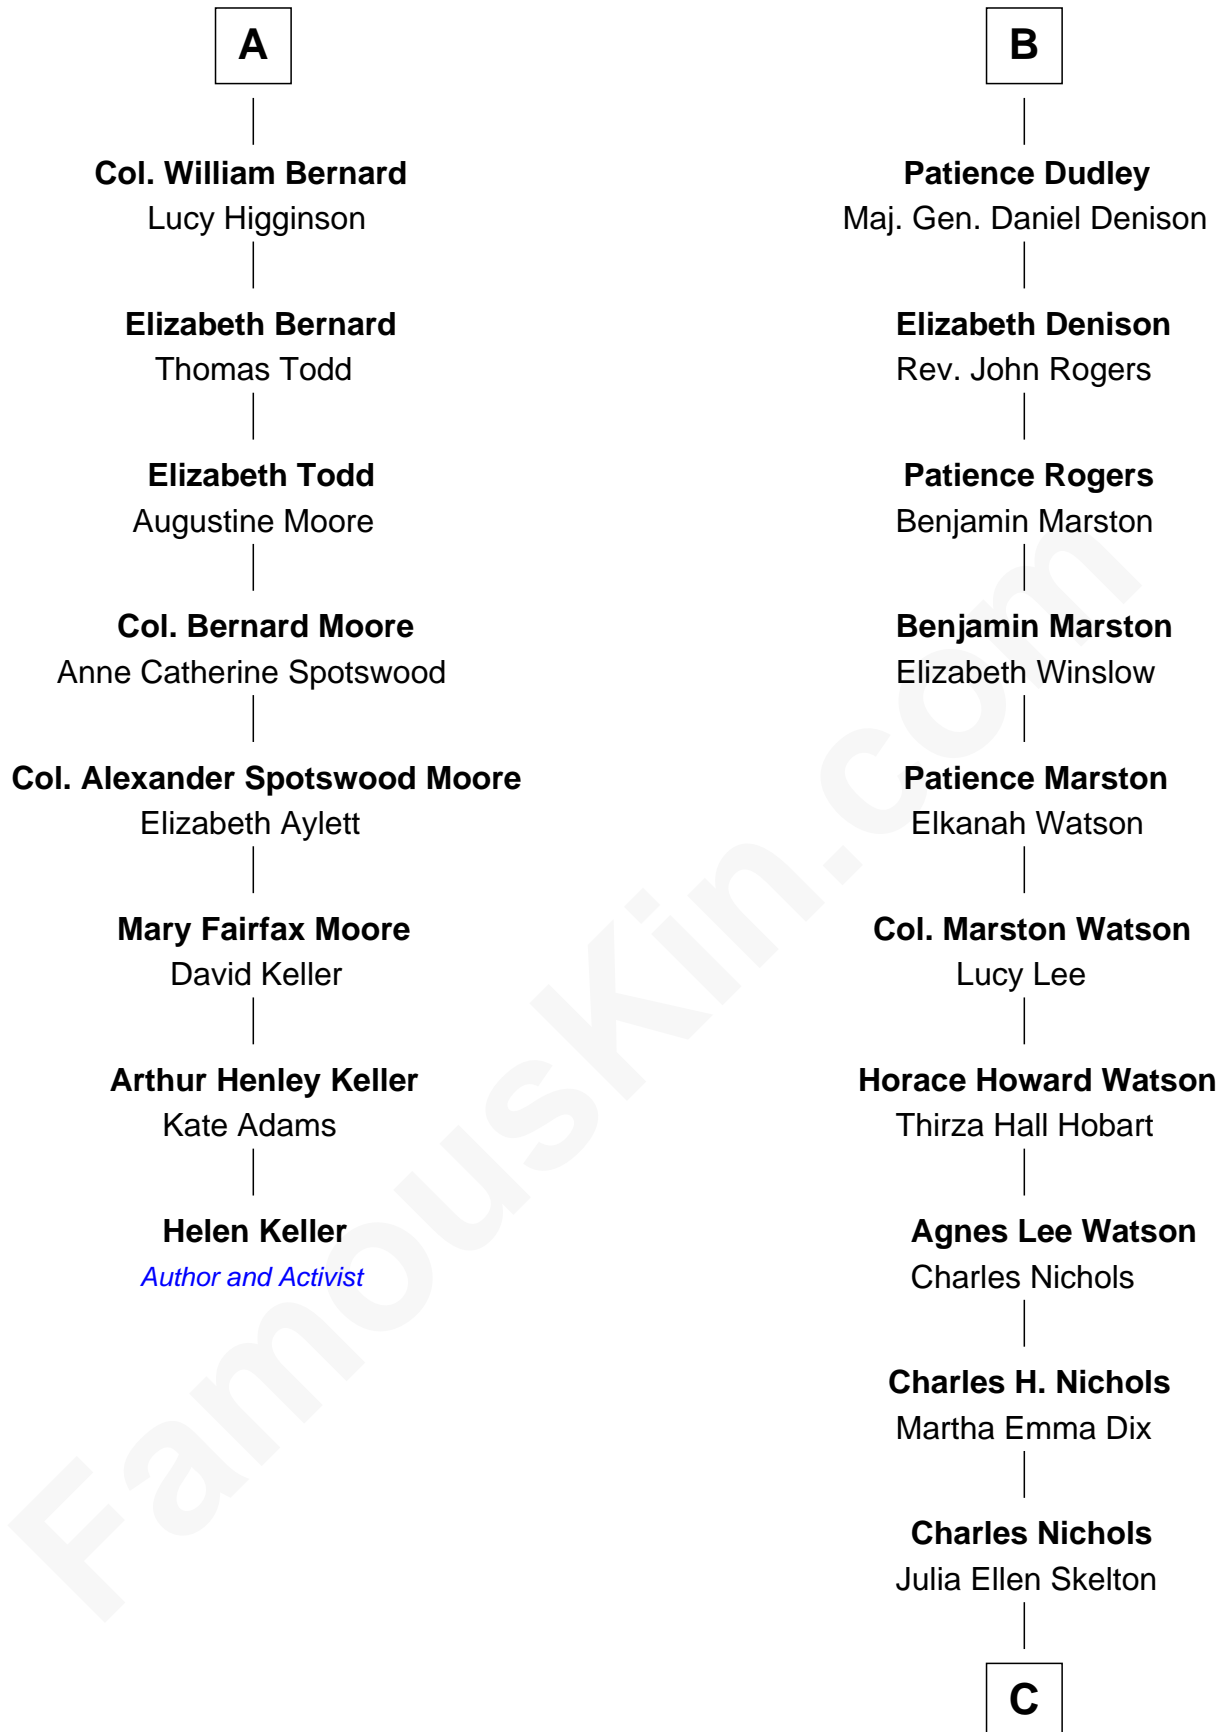 A
Col. William Bernard
Lucy Higginson
Elizabeth Bernard
Thomas Todd
Elizabeth Todd
Augustine Moore
Col. Bernard Moore
Anne Catherine Spotswood
Col. Alexander Spotswood Moore
Elizabeth Aylett
Mary Fairfax Moore
David Keller
Arthur Henley Keller
Kate Adams
Helen Keller
Author and Activist
B
Patience Dudley
Maj. Gen. Daniel Denison
Elizabeth Denison
Rev. John Rogers
Patience Rogers
Benjamin Marston
Benjamin Marston
Elizabeth Winslow
Patience Marston
Elkanah Watson
Col. Marston Watson
Lucy Lee
Horace Howard Watson
Thirza Hall Hobart
Agnes Lee Watson
Charles Nichols
Charles H. Nichols
Martha Emma Dix
Charles Nichols
Julia Ellen Skelton
C
FamousKin.com